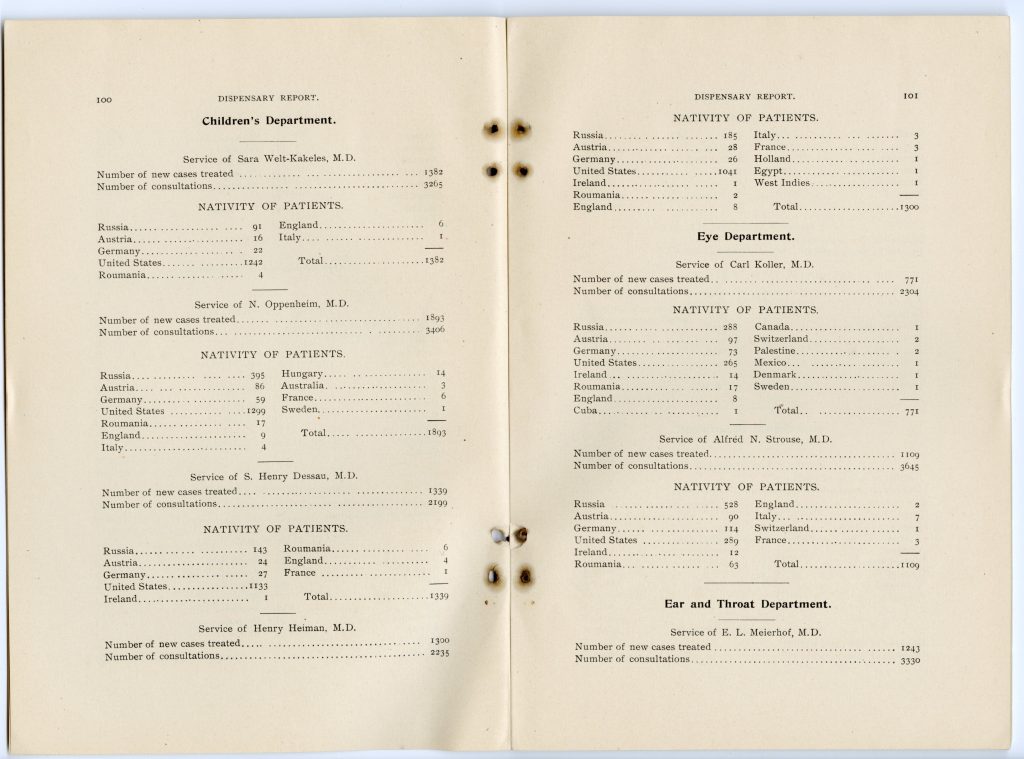 100 DISPENSARY REPORT.
Children's Department.
Service of Sara Welt-Kakeles, M.D.
Number of new cases treated 1382
Number of consultations 3265
NATIVITY OF PATIENTS.
Russia 91 England 6
Austria 16 Italy 1
Germany 22
United States 1242 Total 1382
Roumania 4
Service of N. Oppenheim, M.D.
Number of new cases treated 1893
Number of consultations 3406
NATIVITY OF PATIENTS.
Russia 395 Hungary 14
Austria 86 Australia 3
Germany 59 France 6
United States 1299 Sweden 1
Roumania 17
England 9 Total 1893
Italy 4
Service of S. Henry Dessau, M.D.
Number of new cases treated 1339
Number of consultations 2199
NATIVITY OF PATIENTS.
Russia 143 Roumania 6
Austria 24 England 4
Germany 27 France 1
United States 1133
Ireland 1 Total 1339
Service of Henry Heiman, M.D.
Number of new cases treated 1300
Number of consultations 2235
DISPENSARY REPORT. 101
NATIVITY OF PATIENTS.
Russia 185 Italy 3
Austria 28 France 3
Germany 26 Holland 1
United States 1041 Egypt 1
Ireland 1 West Indies 1
Roumania 2
England 8 Total 1300
Eye Department.
Service of Carl Koller, M.D.
Number of new cases treated 771
Number of consultations 2304
NATIVITY OF PATIENTS.
Russia 288 Canada 1
Austria 97 Switzerland 2
Germany 73 Palestine 2
United States 265 Mexico 1
Ireland 14 Denmark 1
Roumania 17 Sweden 1
England 8
Cuba 1 Total 771
Service of Alfred N. Strouse, M.D.
Number of new cases treated 1109
Number of consultations 3645
NATIVITY OF PATIENTS.
Russia 528 England 2
Austria 90 Italy 7
Germany 114 Switzerland 1
United States 289 France 3
Ireland 12
Roumania 63 Total 1109
Ear and Throat Department.
Service of E. L. Meierhof, M.D.
Number of new cases treated 1243
Number of consultations 3330